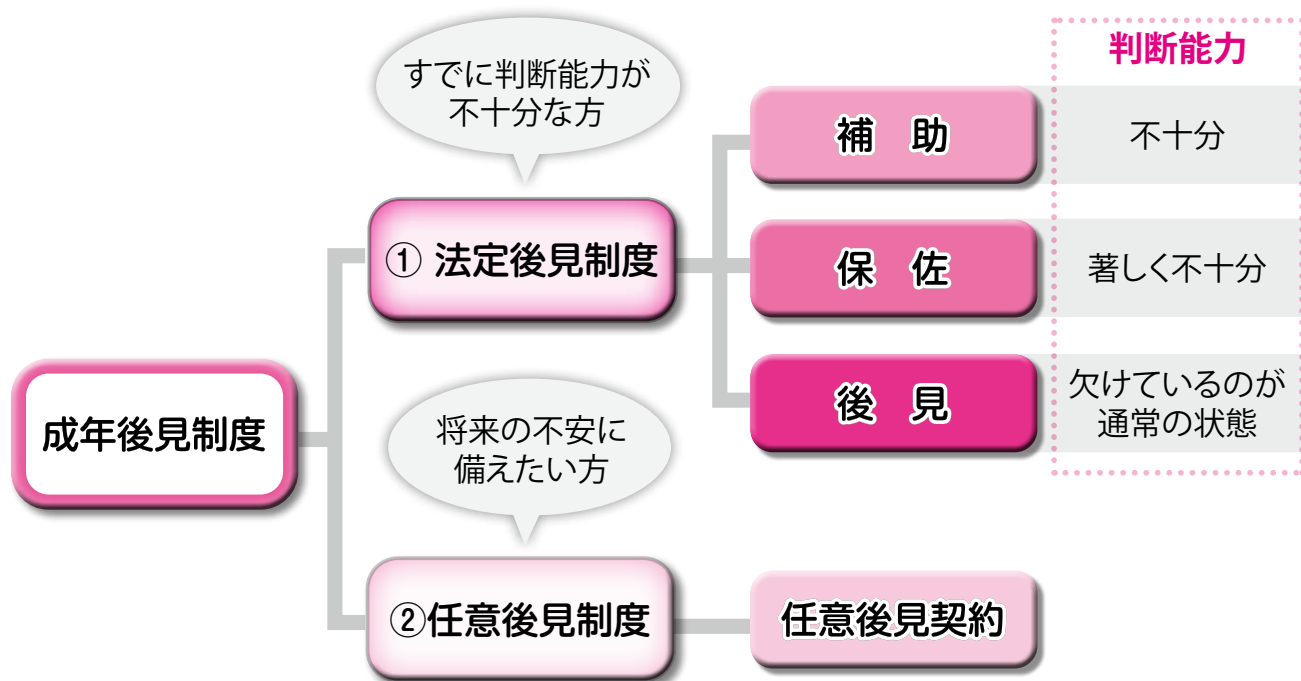 すでに判断能力が
不十分な方
判断能力
補 助
不十分
① 法定後見制度
保 佐
著しく不十分
後 見
欠けているのが
通常の状態
成年後見制度
将来の不安に
備えたい方
②任意後見制度
任意後見契約